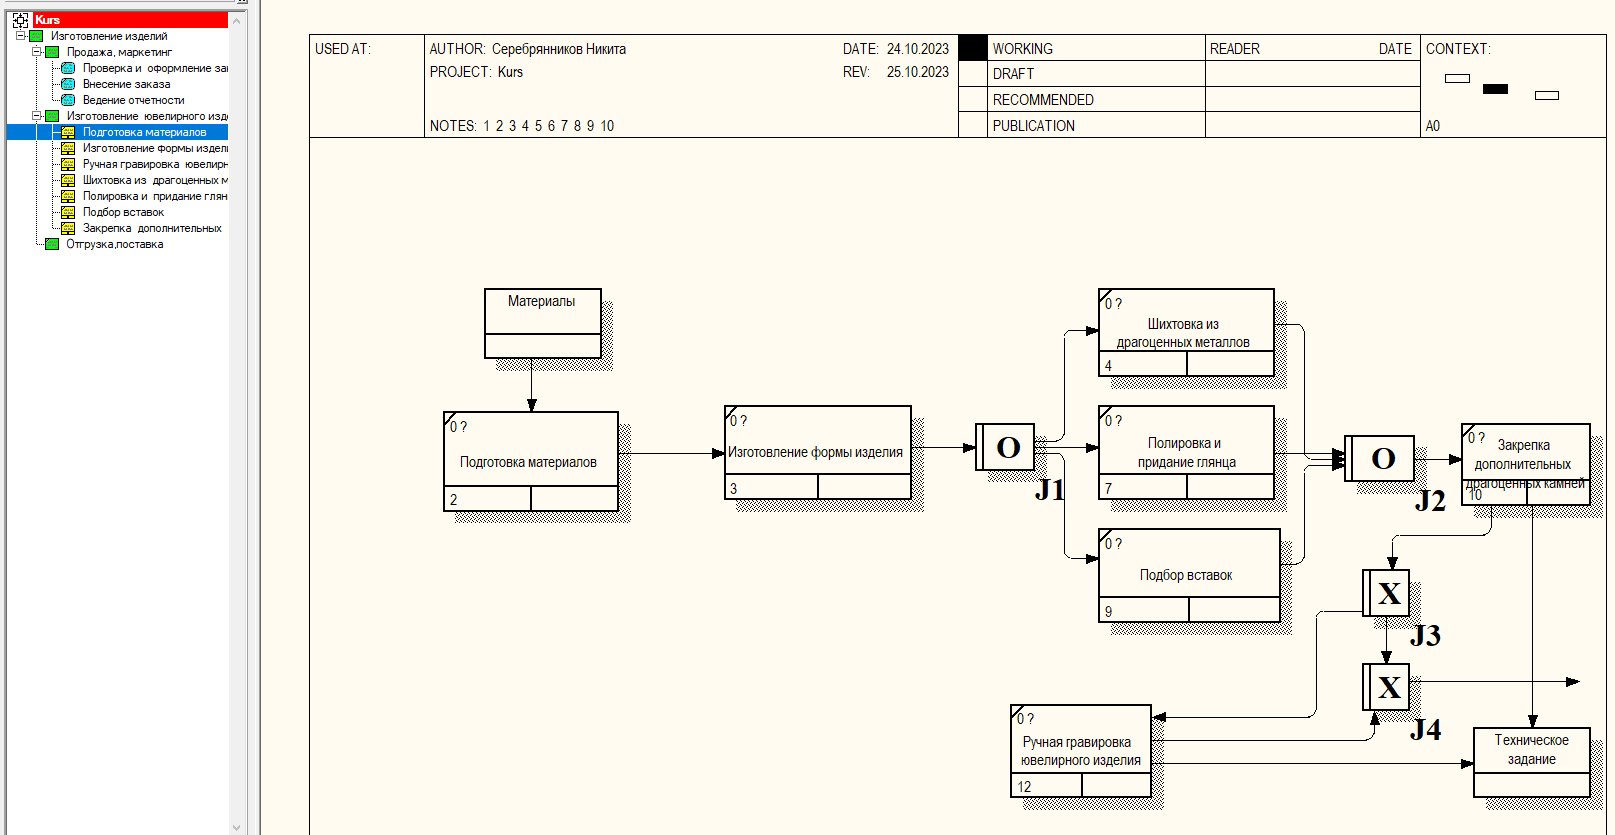 Kurs
Изготовление изделий
Продажа, маркетинг
Проверка и оформление за
Внесение заказа
Ведение отчетности
Изготовление ювелирного изд
Подготовка материалов
Изготовление формы издел
Ручная гравировка ювелирн
Шихтовка из драгоценных м
Полировка и придание глян
Подбор вставок
Закрепка дополнительных
Отгрузка,поставка
USED AT:
AUTHOR: Серебрянников Никита
DATE: 24.10.2023
PROJECT: Kurs
REV: 25.10.2023
NOTES: 1 2 3 4 5 6 7 8 9 10
WORKING
DRAFT
RECOMMENDED
PUBLICATION
READER
DATE
CONTEXT:
A0
Материалы
0 ?
Подготовка материалов
2
0 ?
Изготовление формы изделия
3
O
J1
0 ?
Шихтовка из
драгоценных металлов
4
0 ?
Полировка и
придание глянца
7
0 ?
Подбор вставок
9
O
J2
0 ?
Закрепка
дополнительных
драгоценных камней
10
X
J3
X
J4
0 ?
Ручная гравировка
ювелирного изделия
12
Техническое
задание